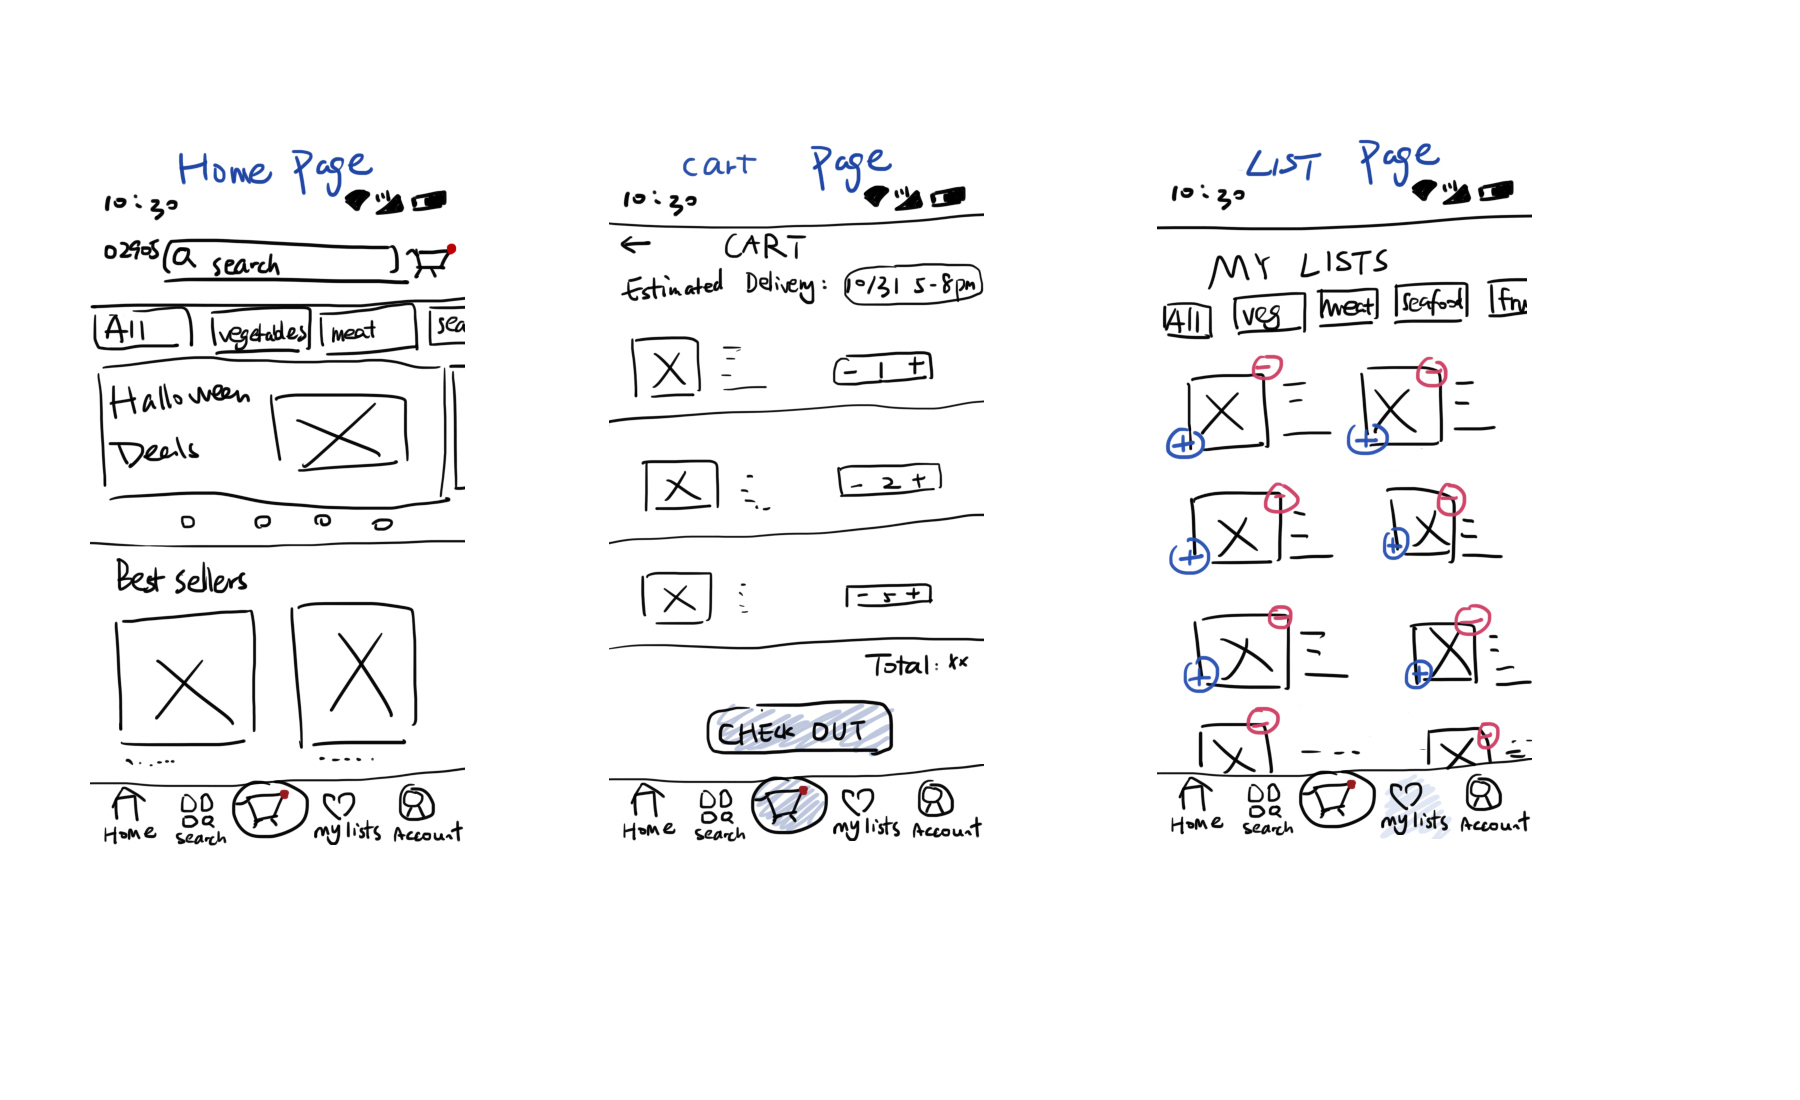 Home Page
10:30
02905 search
All vegetables meat sea
Halloween
Deals
Best sellers
Home search my lists Account
cart Page
10:30
← CART
Estimated Delivery: 10/31 5-8pm
- 1 +
- 2 +
- 5 +
Total: xx
CHECK OUT
Home search my lists Account
LIST Page
10:30
MY LISTS
All veg meat seafood fru
Home search my lists Account